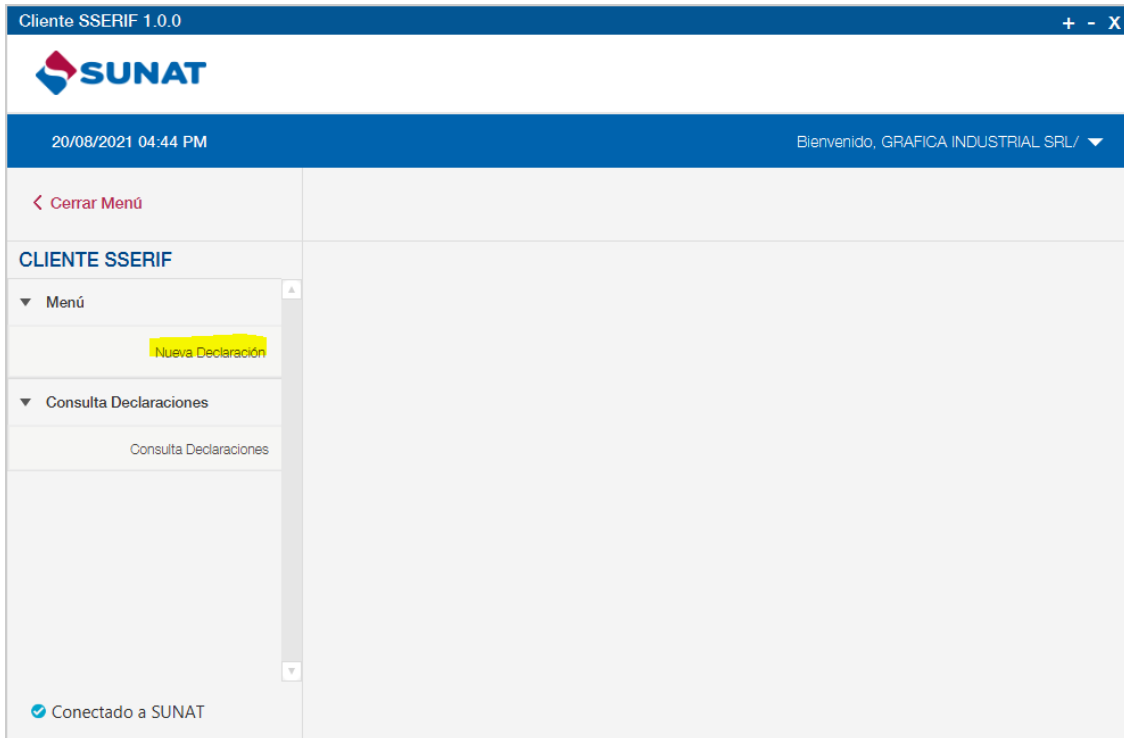 Cliente SSERIF 1.0.0 + - X
SUNAT
20/08/2021 04:44 PM Bienvenido, GRAFICA INDUSTRIAL SRL/
Cerrar Menú
CLIENTE SSERIF
Menú
Nueva Declaración
Consulta Declaraciones
Consulta Declaraciones
Conectado a SUNAT